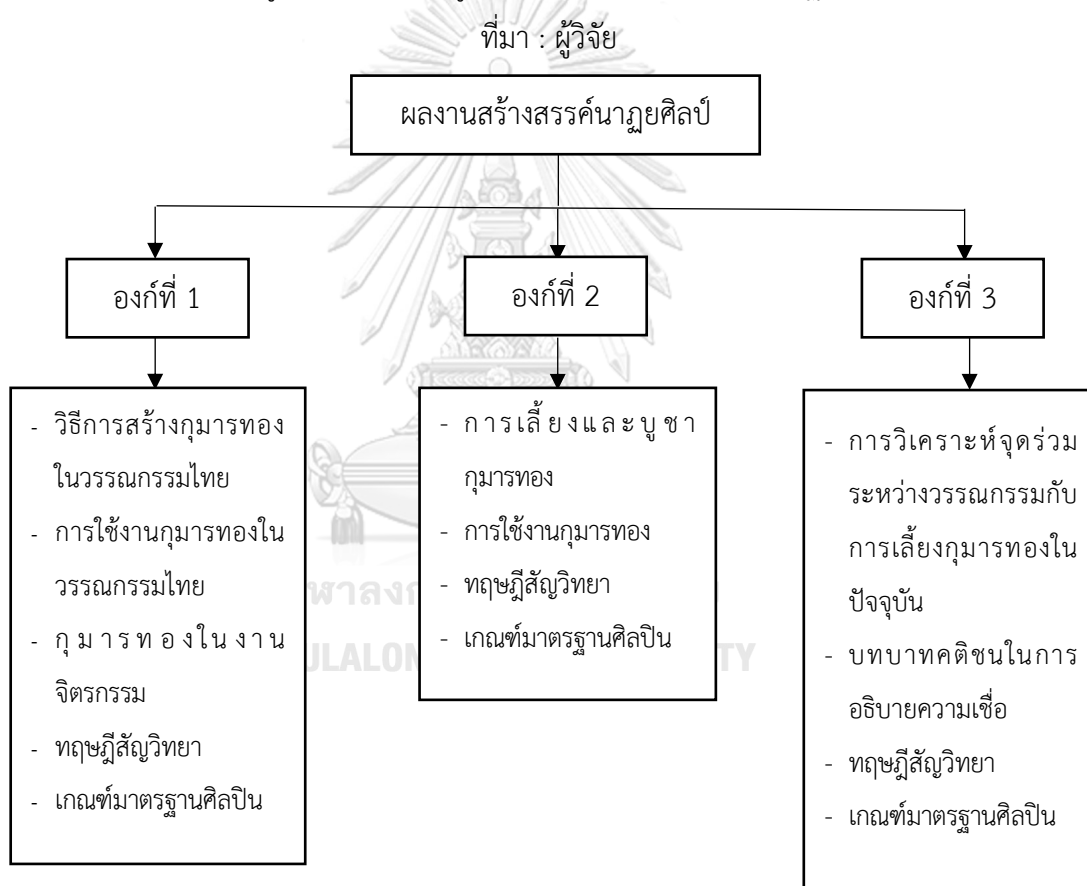 ที่มา : ผู้วิจัย
ผลงานสร้างสรรค์นาฏยศิลป์
องก์ที่ 1
องก์ที่ 2
องก์ที่ 3
- วิธีการสร้างกุมารทอง
ในวรรณกรรมไทย
- การใช้งานกุมารทองใน
วรรณกรรมไทย
- กุมารทองในงาน
จิตรกรรม
- ทฤษฎีสัญวิทยา
- เกณฑ์มาตรฐานศิลปิน
- การเลี้ยงและบูชา
กุมารทอง
- การใช้งานกุมารทอง
- ทฤษฎีสัญวิทยา
- เกณฑ์มาตรฐานศิลปิน
- การวิเคราะห์จุดร่วม
ระหว่างวรรณกรรมกับ
การเลี้ยงกุมารทองใน
ปัจจุบัน
- บทบาทคติชนในการ
อธิบายความเชื่อ
- ทฤษฎีสัญวิทยา
- เกณฑ์มาตรฐานศิลปิน